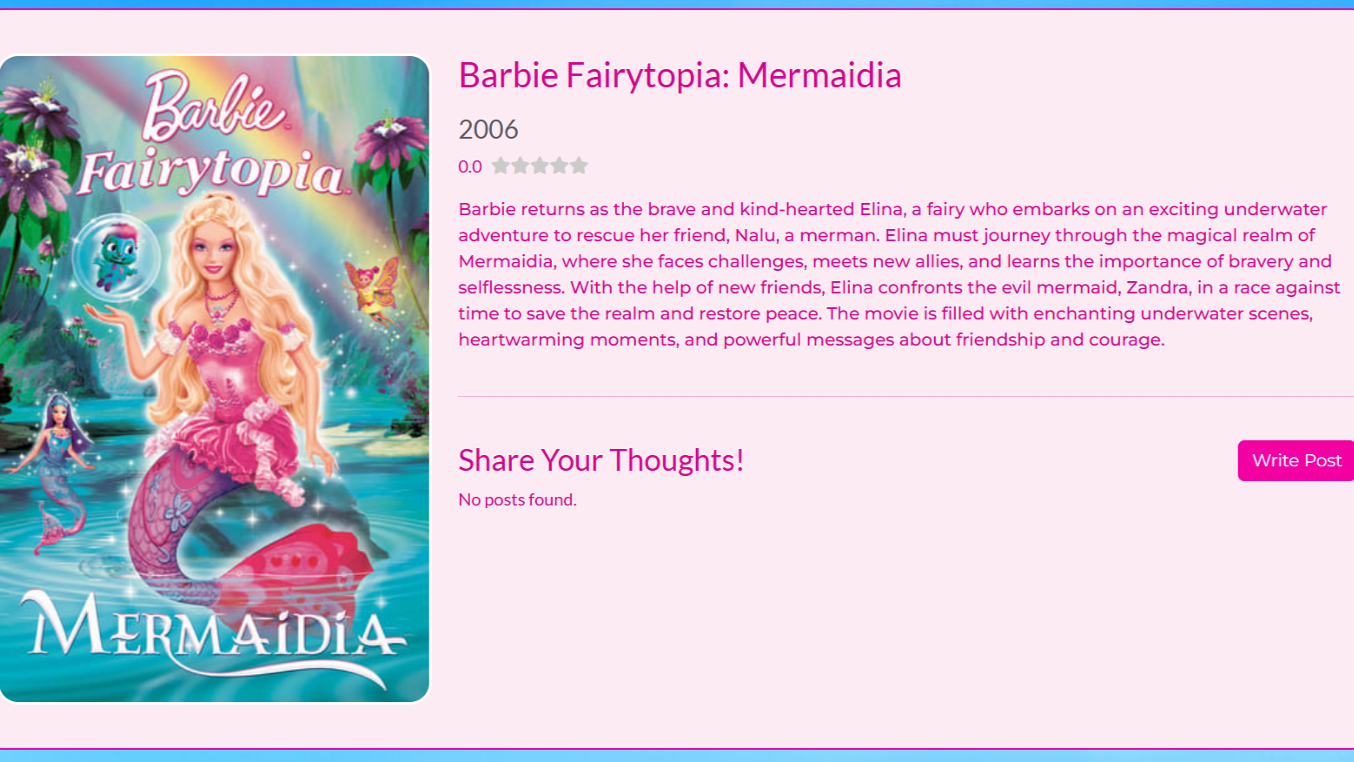 Barbie
Fairytopia
MERMAIDIA
Barbie Fairytopia: Mermaidia
2006
0.0
Barbie returns as the brave and kind-hearted Elina, a fairy who embarks on an exciting underwater
adventure to rescue her friend, Nalu, a merman. Elina must journey through the magical realm of
Mermaidia, where she faces challenges, meets new allies, and learns the importance of bravery and
selflessness. With the help of new friends, Elina confronts the evil mermaid, Zandra, in a race against
time to save the realm and restore peace. The movie is filled with enchanting underwater scenes,
heartwarming moments, and powerful messages about friendship and courage.
Share Your Thoughts!
Write Post
No posts found.